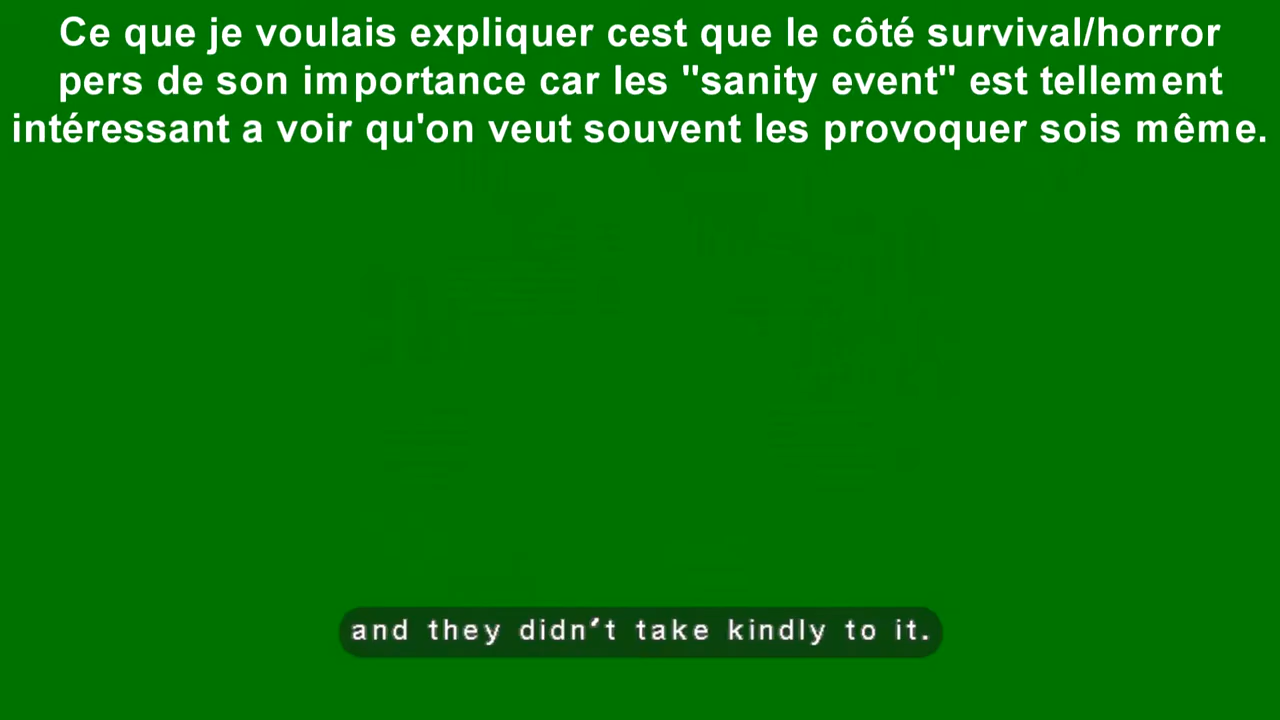 Ce que je voulais expliquer cest que le côté survival/horror
pers de son importance car les "sanity event" est tellement
intéressant a voir qu'on veut souvent les provoquer sois même.
and they didn't take kindly to it.